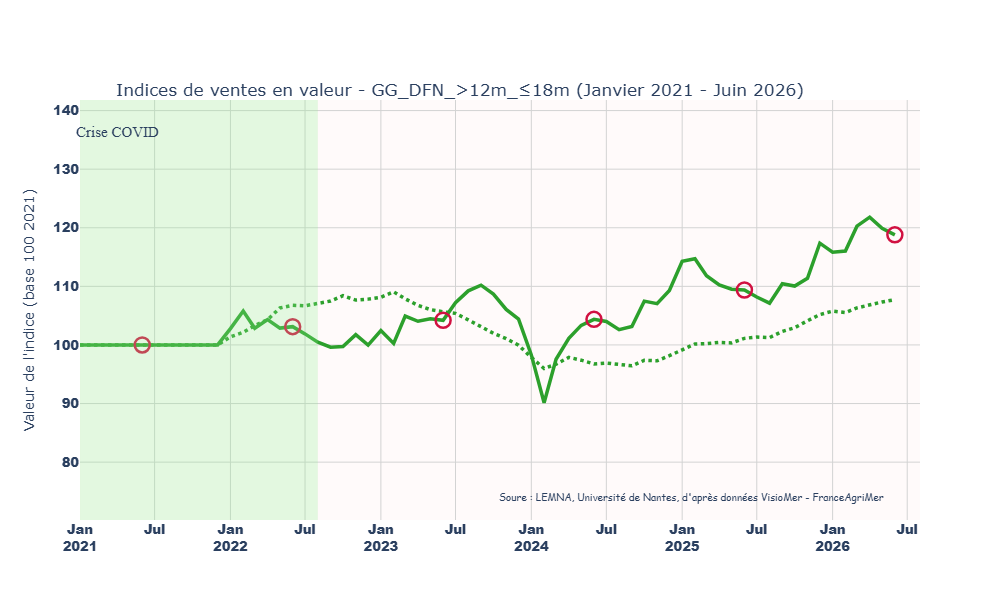 Indices de ventes en valeur - GG_DFN_>12m_≤18m (Janvier 2021 - Juin 2026)
Valeur de l'indice (base 100 2021)
140
Crise COVID
130
120
110
100
90
80
Soure : LEMNA, Université de Nantes, d'après données VisioMer - FranceAgriMer
Jan Jul Jan Jul Jan Jul Jan Jul Jan Jul Jan Jul
2021 2022 2023 2024 2025 2026